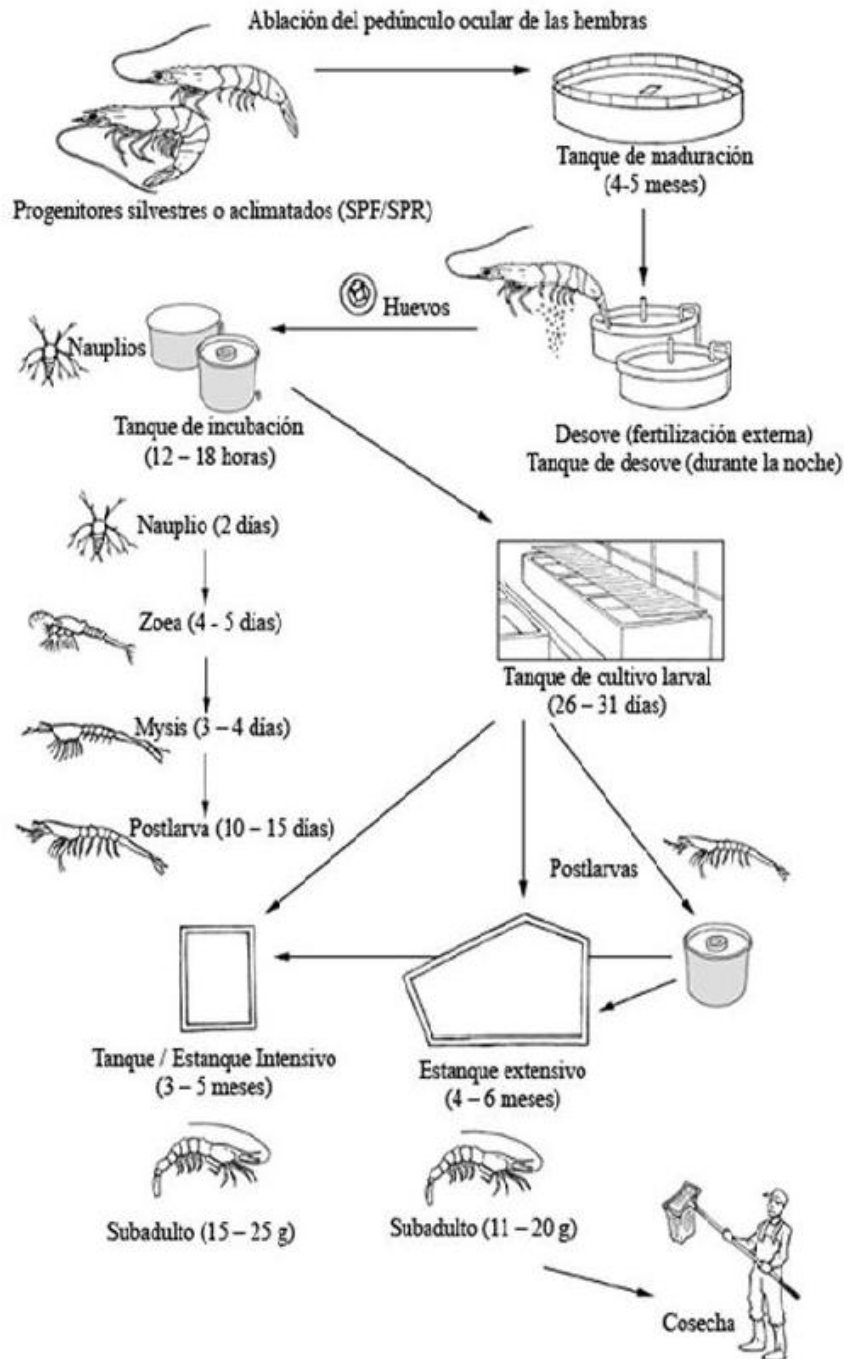 Ablación del pedúnculo ocular de las hembras
Tanque de maduración
(4-5 meses)
Progenitores silvestres o aclimatados (SPF/SPR)
Huevos
Nauplios
Tanque de incubación
(12 – 18 horas)
Desove (fertilización externa)
Tanque de desove (durante la noche)
Nauplio (2 días)
Zoea (4 - 5 días)
Mysis (3 – 4 días)
Postlarva (10 – 15 días)
Tanque de cultivo larval
(26 – 31 días)
Postlarvas
Tanque / Estanque Intensivo
(3 – 5 meses)
Estanque extensivo
(4 – 6 meses)
Subadulto (15 – 25 g)
Subadulto (11 – 20 g)
Cosecha